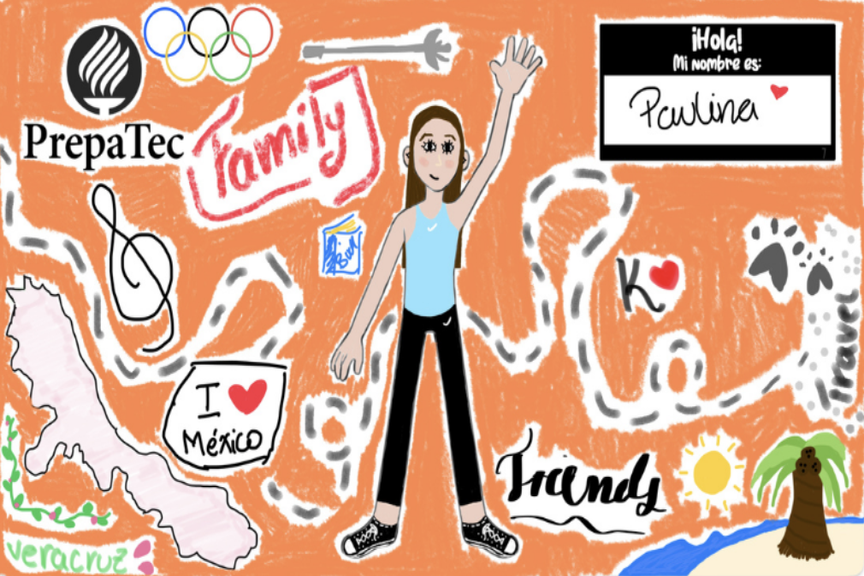 PrepaTec
Family
¡Hola!
Mi nombre es:
Paulina
K
Travel
I
México
Friends
veracruz